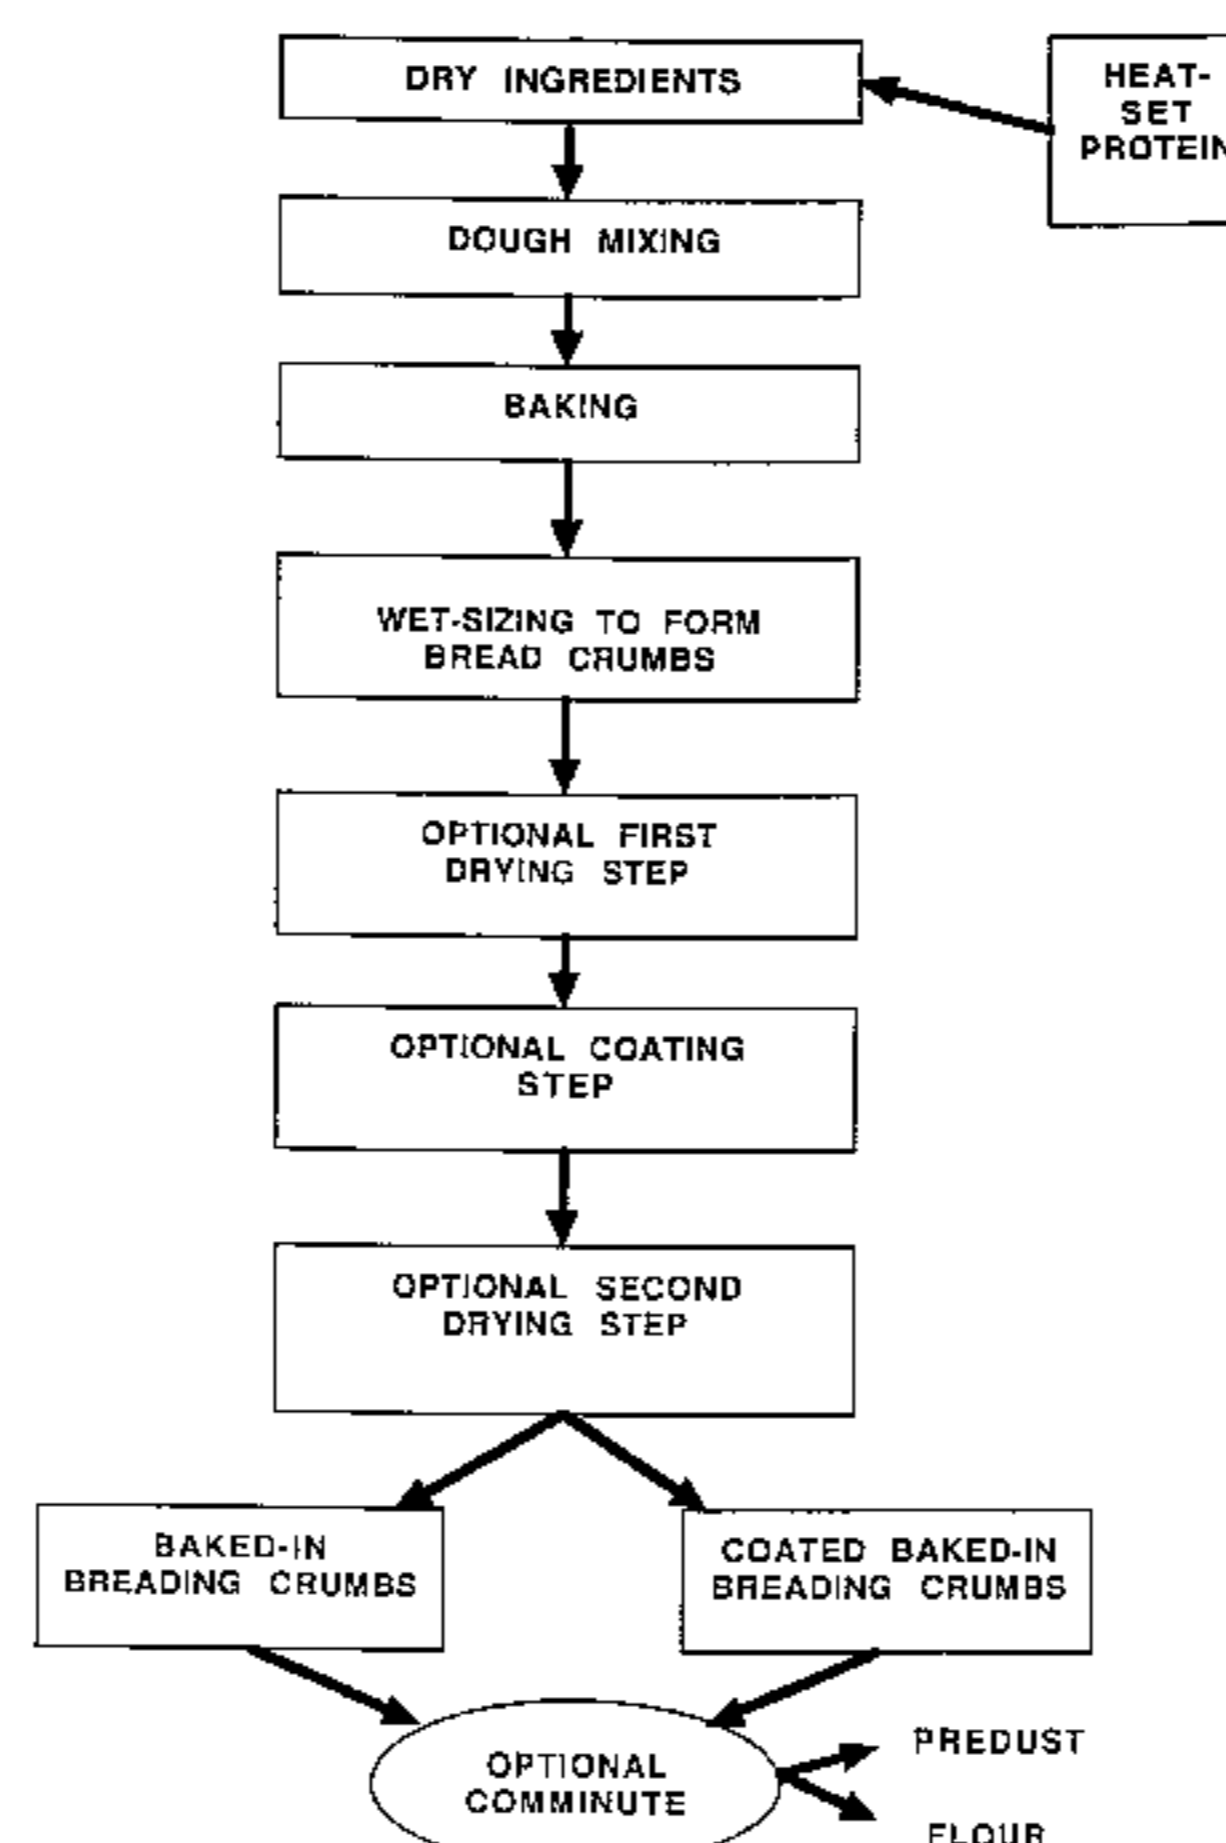 DRY INGREDIENTS
HEAT-
SET
PROTEIN
DOUGH MIXING
BAKING
WET-SIZING TO FORM
BREAD CRUMBS
OPTIONAL FIRST
DRYING STEP
OPTIONAL COATING
STEP
OPTIONAL SECOND
DRYING STEP
BAKED-IN
BREADING CRUMBS
COATED BAKED-IN
BREADING CRUMBS
OPTIONAL
COMMINUTE
PREDUST
FLOUR